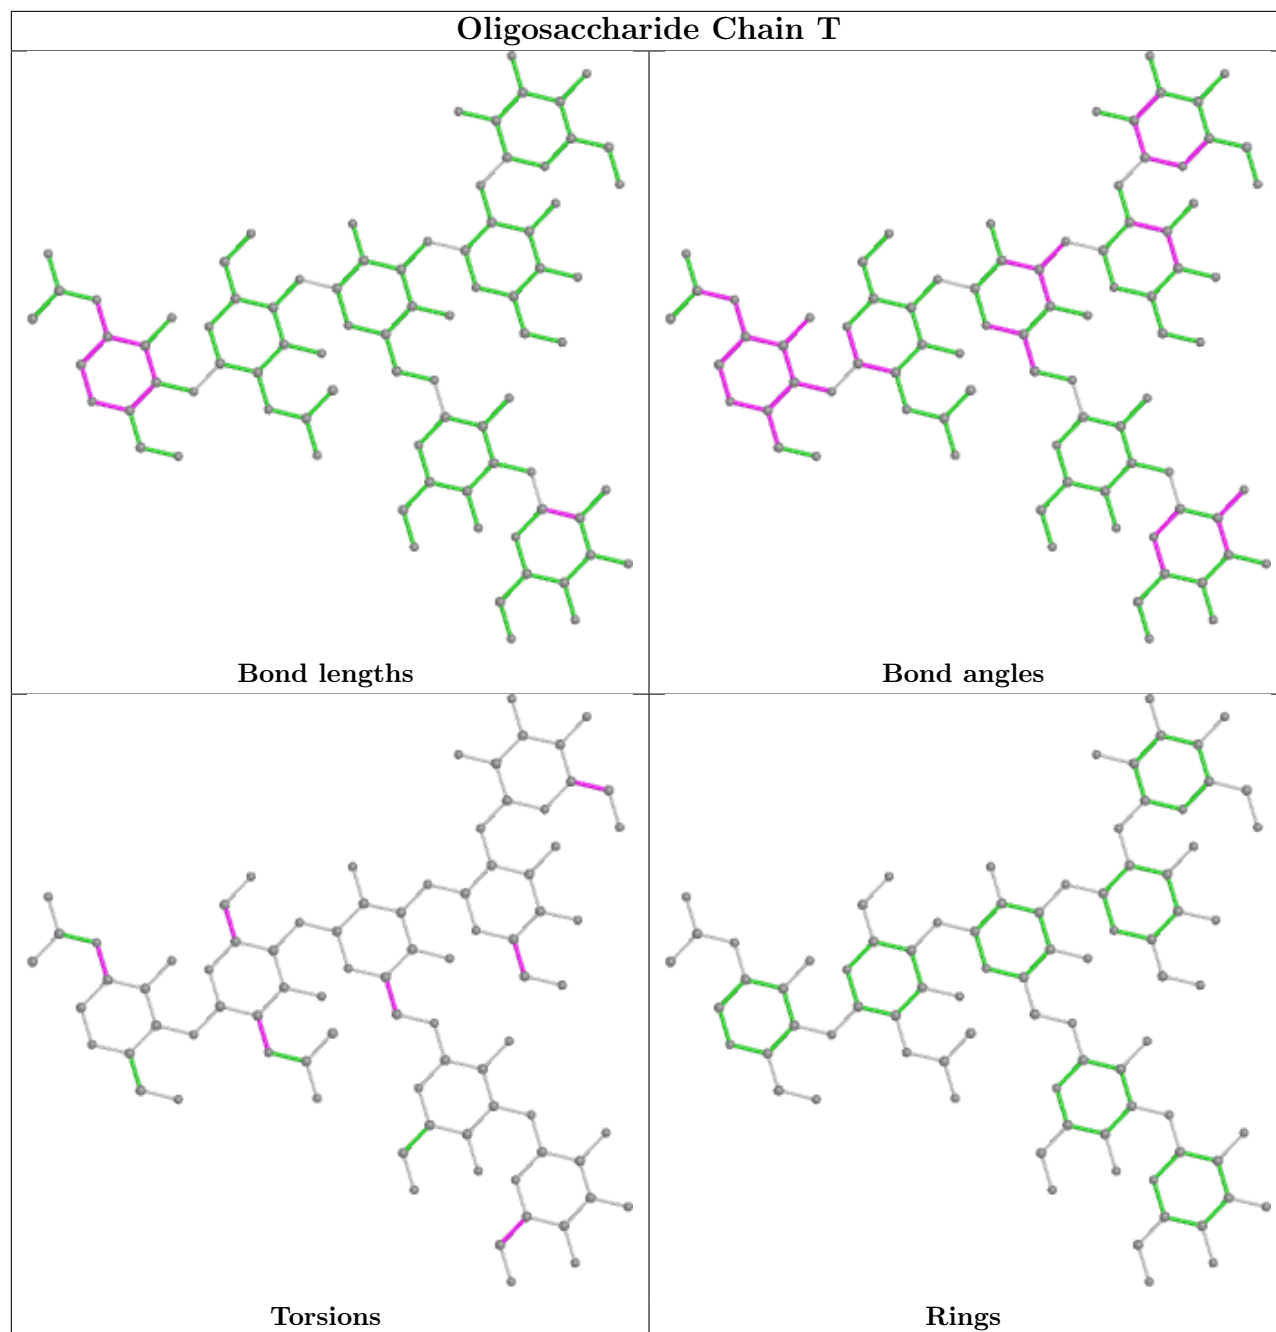 Oligosaccharide Chain T
Bond lengths
Bond angles
Torsions
Rings